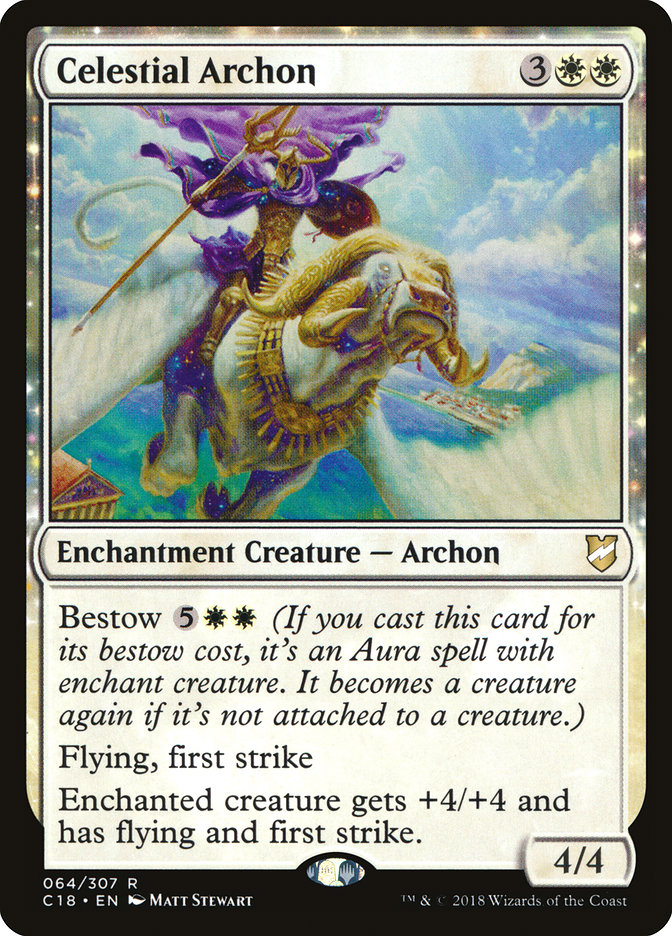 Celestial Archon 3
Enchantment Creature — Archon
Bestow 5 (If you cast this card for
its bestow cost, it's an Aura spell with
enchant creature. It becomes a creature
again if it's not attached to a creature.)
Flying, first strike
Enchanted creature gets +4/+4 and
has flying and first strike.
4/4
064/307 R
C18 • EN Matt Stewart
™ & © 2018 Wizards of the Coast